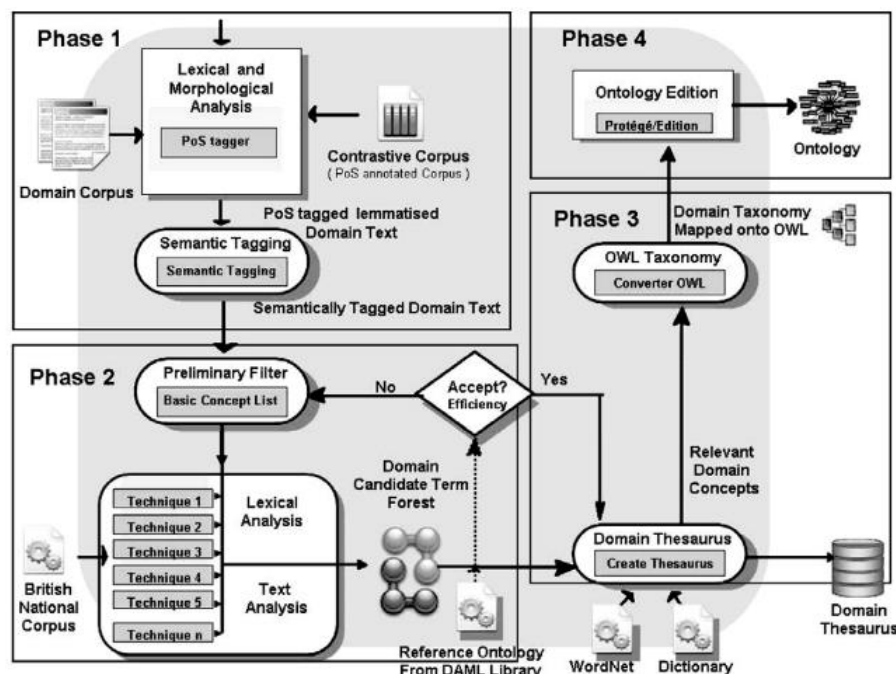 Phase 1
Lexical and
Morphological
Analysis
PoS tagger
Domain Corpus
Contrastive Corpus
( PoS annotated Corpus )
PoS tagged lemmatised
Domain Text
Semantic Tagging
Semantic Tagging
Semantically Tagged Domain Text
Phase 4
Ontology Edition
Protégé/Edition
Ontology
Phase 3
Domain Taxonomy
Mapped onto OWL
OWL Taxonomy
Converter OWL
Relevant
Domain
Concepts
Domain Thesaurus
Create Thesaurus
Domain
Thesaurus
WordNet
Dictionary
Phase 2
Preliminary Filter
Basic Concept List
No
Accept?
Efficiency
Yes
Technique 1
Technique 2
Technique 3
Technique 4
Technique 5
Technique n
Lexical
Analysis
Text
Analysis
British
National
Corpus
Domain
Candidate Term
Forest
Reference Ontology
From DAML Library